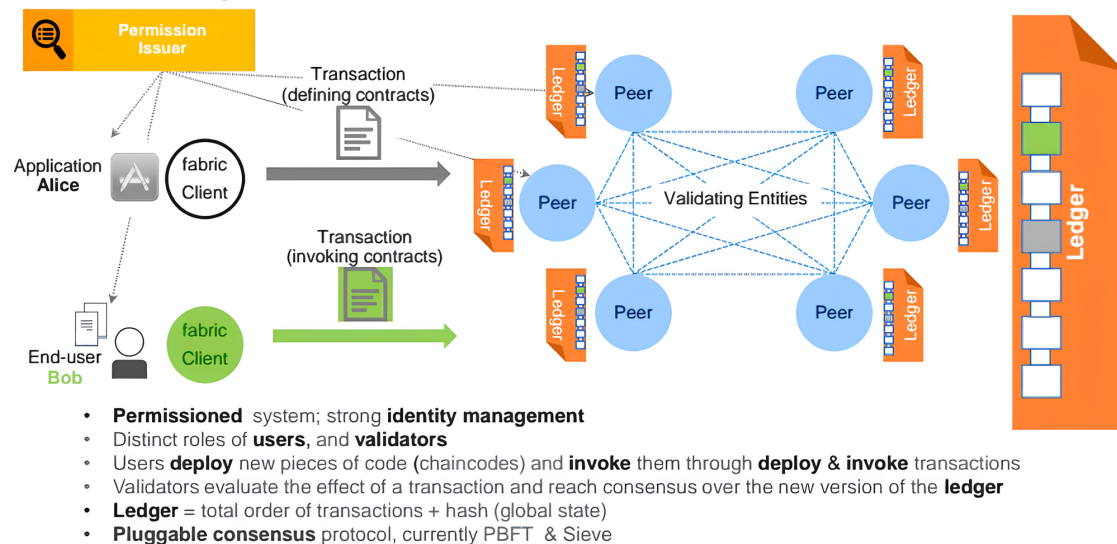 Permission
Issuer
Transaction
(defining contracts)
Application
Alice
fabric
Client
Transaction
(invoking contracts)
End-user
Bob
fabric
Client
Ledger
Peer
Peer
Ledger
Ledger
Peer
Validating Entities
Peer
Ledger
Ledger
Peer
Peer
Ledger
Ledger
• Permissioned system; strong identity management
• Distinct roles of users, and validators
• Users deploy new pieces of code (chaincodes) and invoke them through deploy & invoke transactions
• Validators evaluate the effect of a transaction and reach consensus over the new version of the ledger
• Ledger = total order of transactions + hash (global state)
• Pluggable consensus protocol, currently PBFT & Sieve